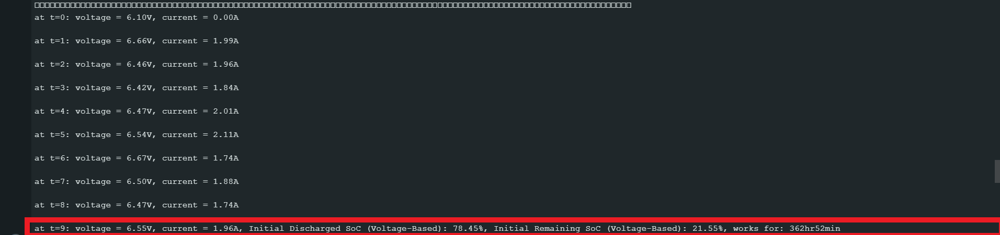 at t=0: voltage = 6.10V, current = 0.00A
at t=1: voltage = 6.66V, current = 1.99A
at t=2: voltage = 6.46V, current = 1.96A
at t=3: voltage = 6.42V, current = 1.84A
at t=4: voltage = 6.47V, current = 2.01A
at t=5: voltage = 6.54V, current = 2.11A
at t=6: voltage = 6.67V, current = 1.74A
at t=7: voltage = 6.50V, current = 1.88A
at t=8: voltage = 6.47V, current = 1.74A
at t=9: voltage = 6.55V, current = 1.96A, Initial Discharged SoC (Voltage-Based): 78.45%, Initial Remaining SoC (Voltage-Based): 21.55%, works for: 362hr52min